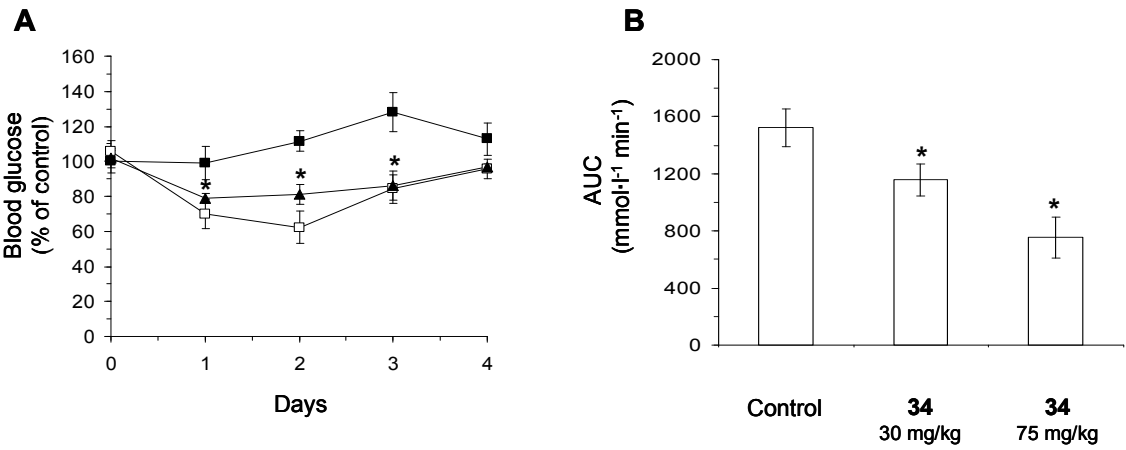 A
Blood glucose
(% of control)
160
140
120
100
80
60
40
20
0
*
*
*
0 1 2 3 4
Days
B
AUC
(mmol·l⁻¹ min⁻¹)
2000
1600
1200
800
400
0
*
*
Control 34 34
30 mg/kg 75 mg/kg